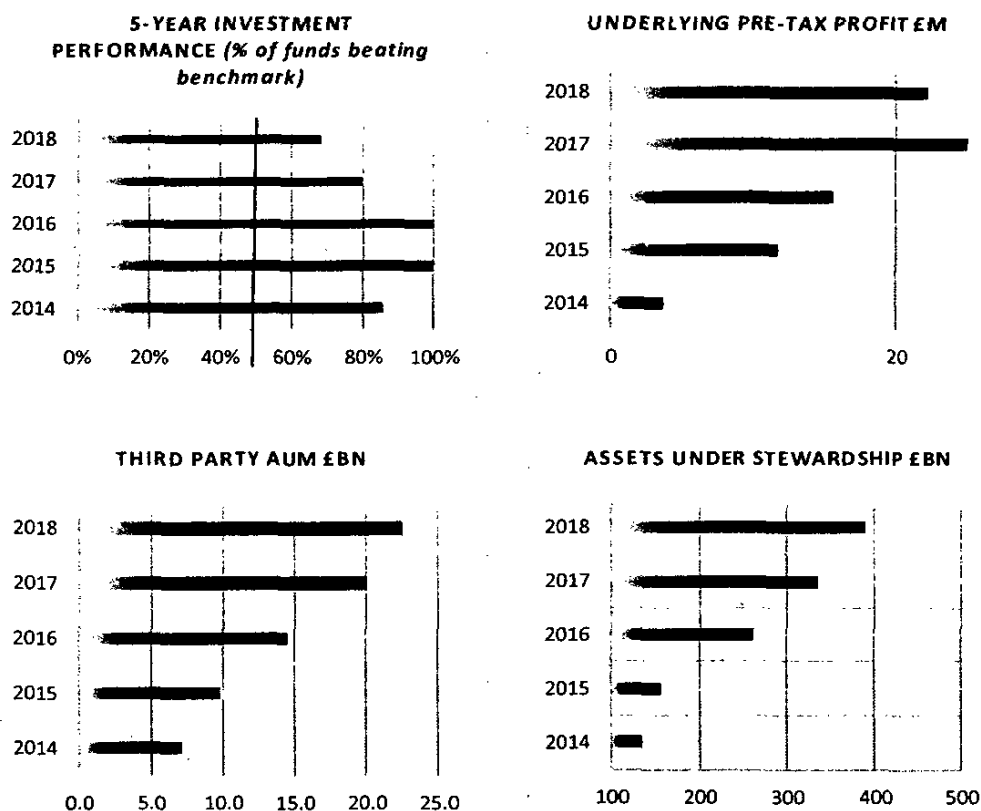 5-YEAR INVESTMENT
PERFORMANCE (% of funds beating
benchmark)
2018
2017
2016
2015
2014
0% 20% 40% 60% 80% 100%
UNDERLYING PRE-TAX PROFIT £M
2018
2017
2016
2015
2014
0 20
THIRD PARTY AUM £BN
2018
2017
2016
2015
2014
0.0 5.0 10.0 15.0 20.0 25.0
ASSETS UNDER STEWARDSHIP £BN
2018
2017
2016
2015
2014
100 200 300 400 500